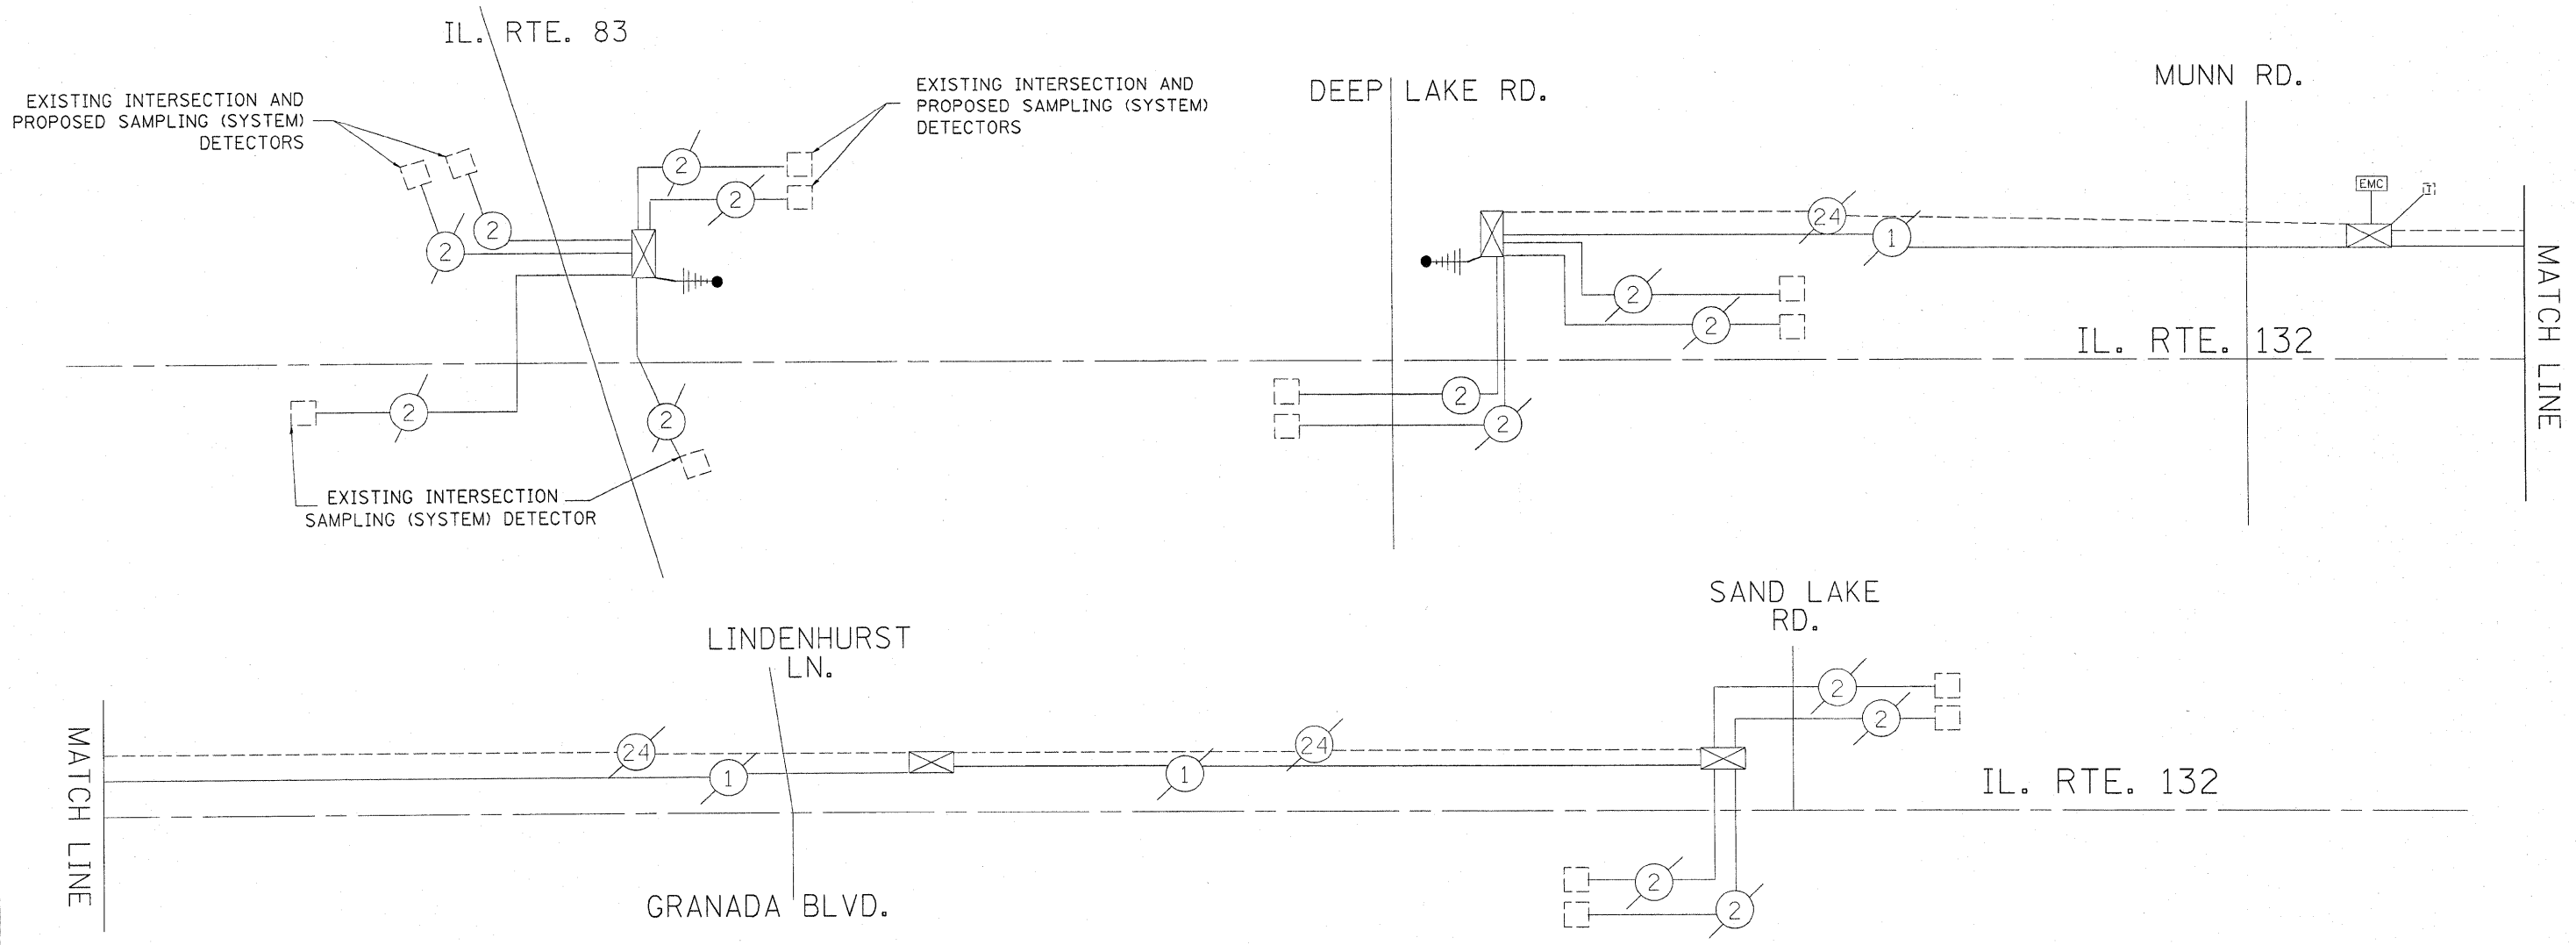 IL. RTE. 83
EXISTING INTERSECTION AND
PROPOSED SAMPLING (SYSTEM)
DETECTORS
EXISTING INTERSECTION AND
PROPOSED SAMPLING (SYSTEM)
DETECTORS
2
2
2
2
2
2
EXISTING INTERSECTION
SAMPLING (SYSTEM) DETECTOR
DEEP LAKE RD.
MUNN RD.
24
1
EMC
2
2
2
2
IL. RTE. 132
MATCH LINE
MATCH LINE
LINDENHURST
LN.
24
1
GRANADA BLVD.
24
1
SAND LAKE
RD.
2
2
2
2
IL. RTE. 132